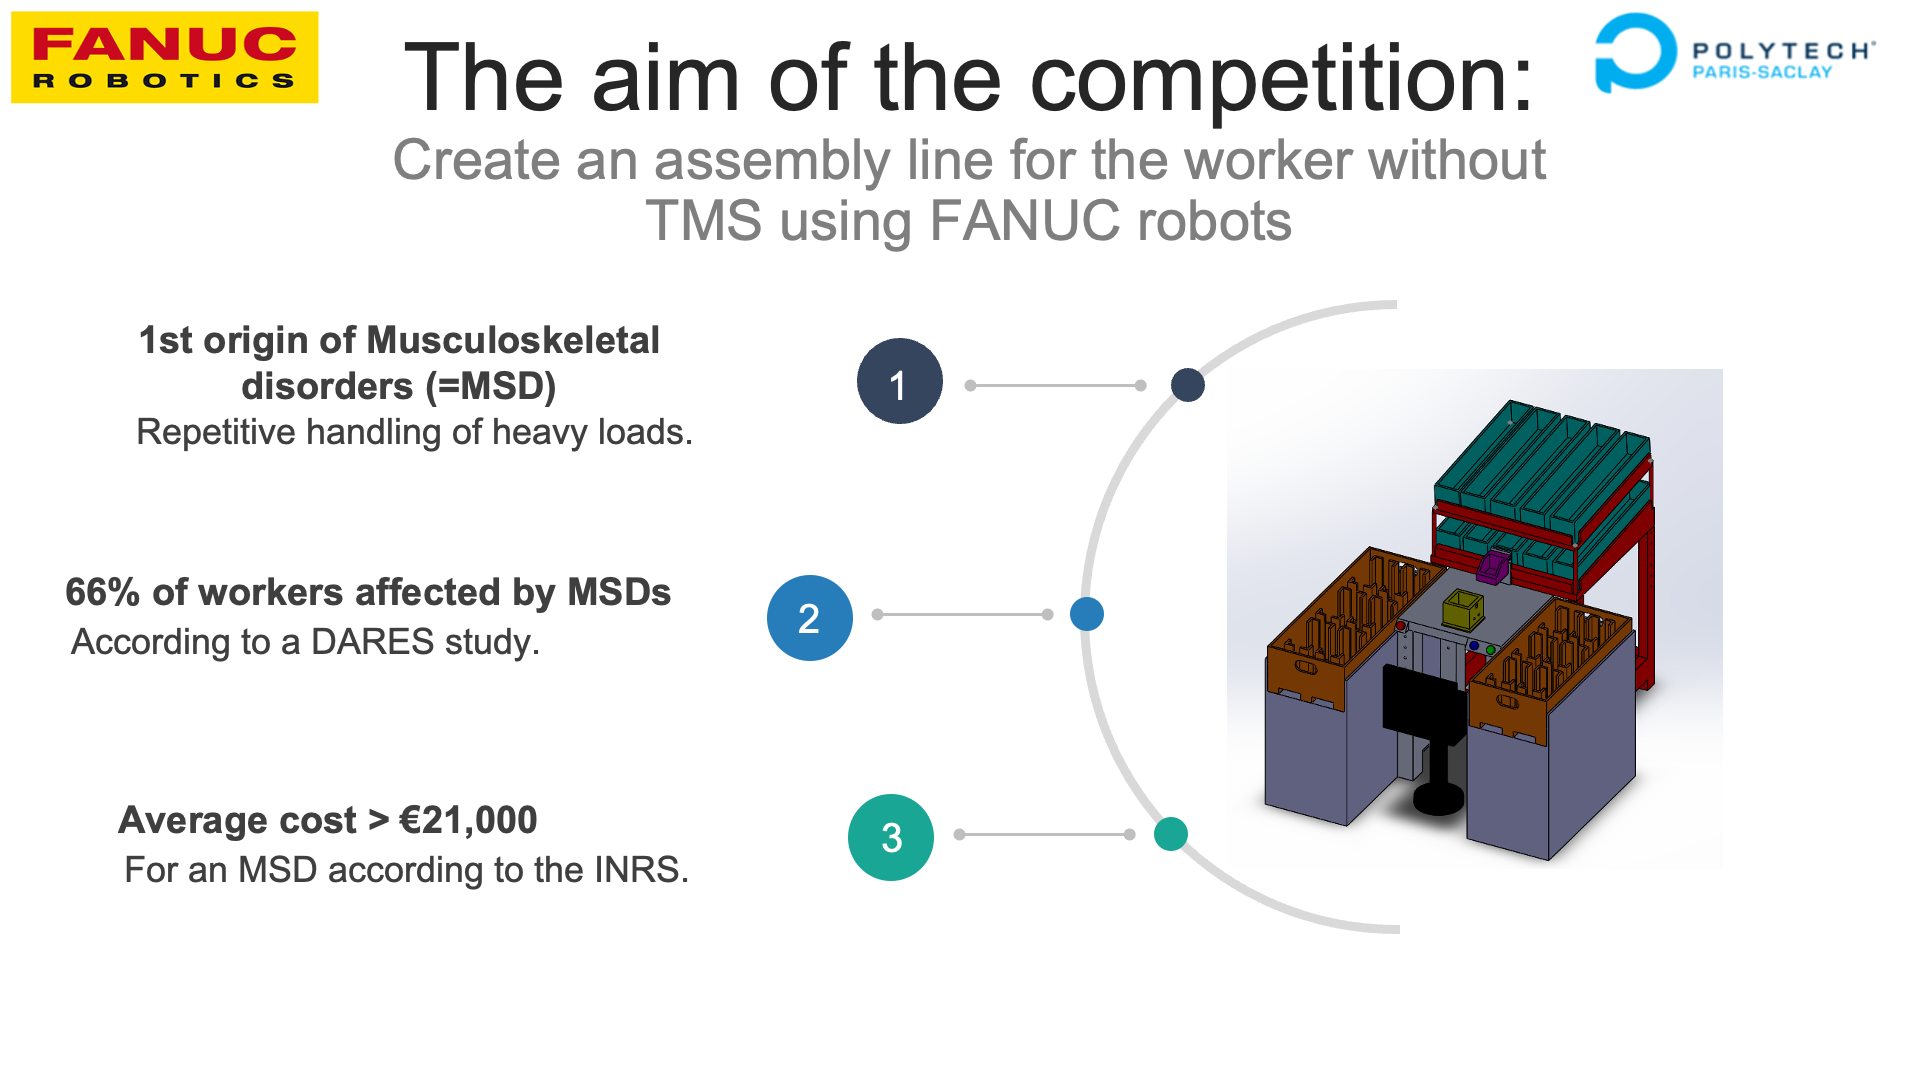 FANUC
ROBOTICS
The aim of the competition:
POLYTECH®
PARIS-SACLAY
Create an assembly line for the worker without
TMS using FANUC robots
1st origin of Musculoskeletal
disorders (=MSD)
Repetitive handling of heavy loads.
1
66% of workers affected by MSDs
According to a DARES study.
2
Average cost > €21,000
For an MSD according to the INRS.
3